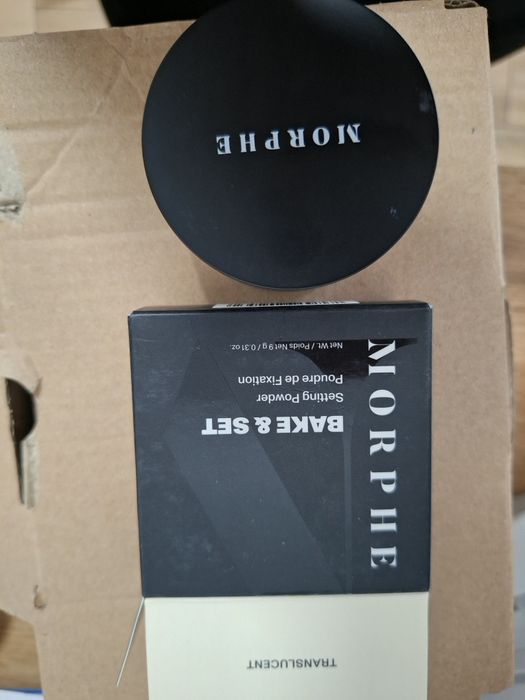 MORPHE
MORPHE
BAKE & SET
Setting Powder
Poudre de Fixation
Net Wt. / Poids Net 9 g / 0.31 oz.
TRANSLUCENT